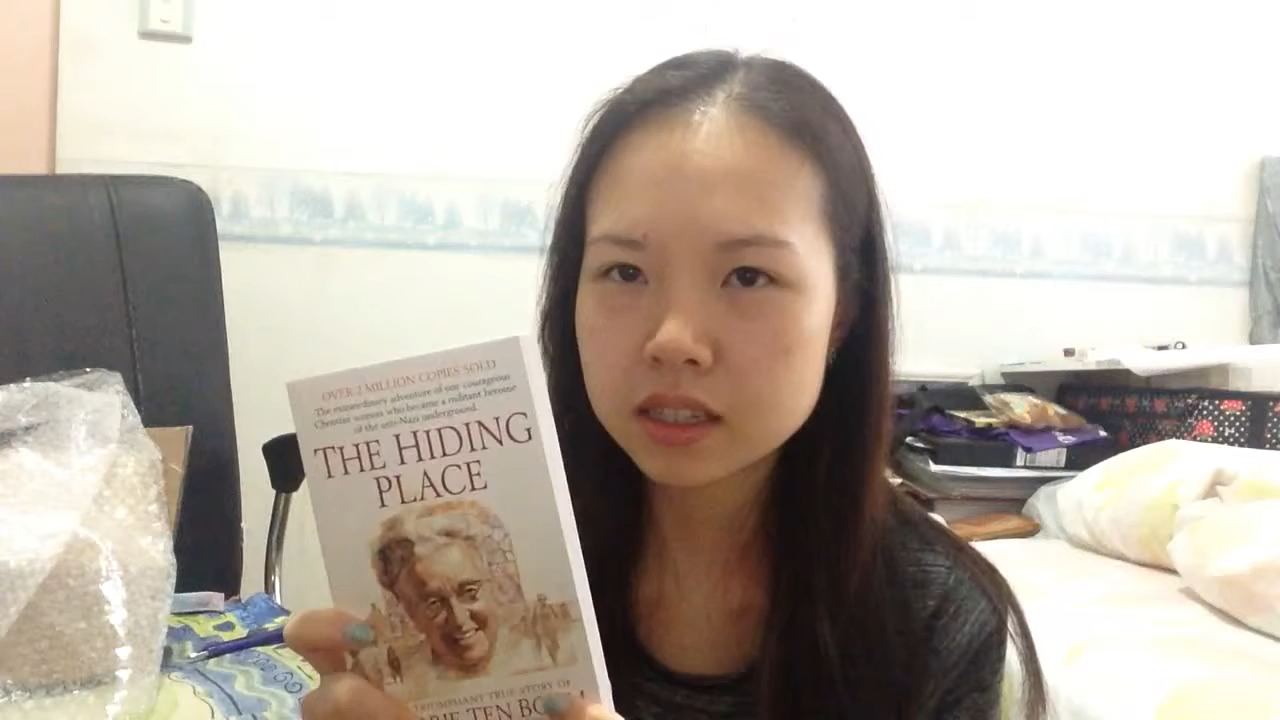 OVER 2 MILLION COPIES SOLD
The extraordinary adventure of one courageous
Christian woman who became a militant heroine
of the anti-Nazi underground.
THE HIDING
PLACE
TRIUMPHANT TRUE STORY OF
TEN